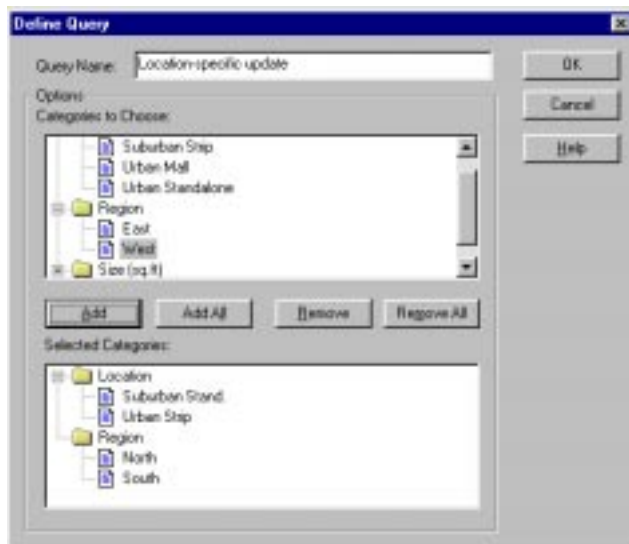 Define Query
Query Name: Location-specific update
OK
Cancel
Help
Options
Categories to Choose:
Suburban Strip
Urban Mall
Urban Standalone
Region
East
West
Size (sq.ft)
Add
Add All
Remove
Remove All
Selected Categories:
Location
Suburban Stand.
Urban Strip
Region
North
South